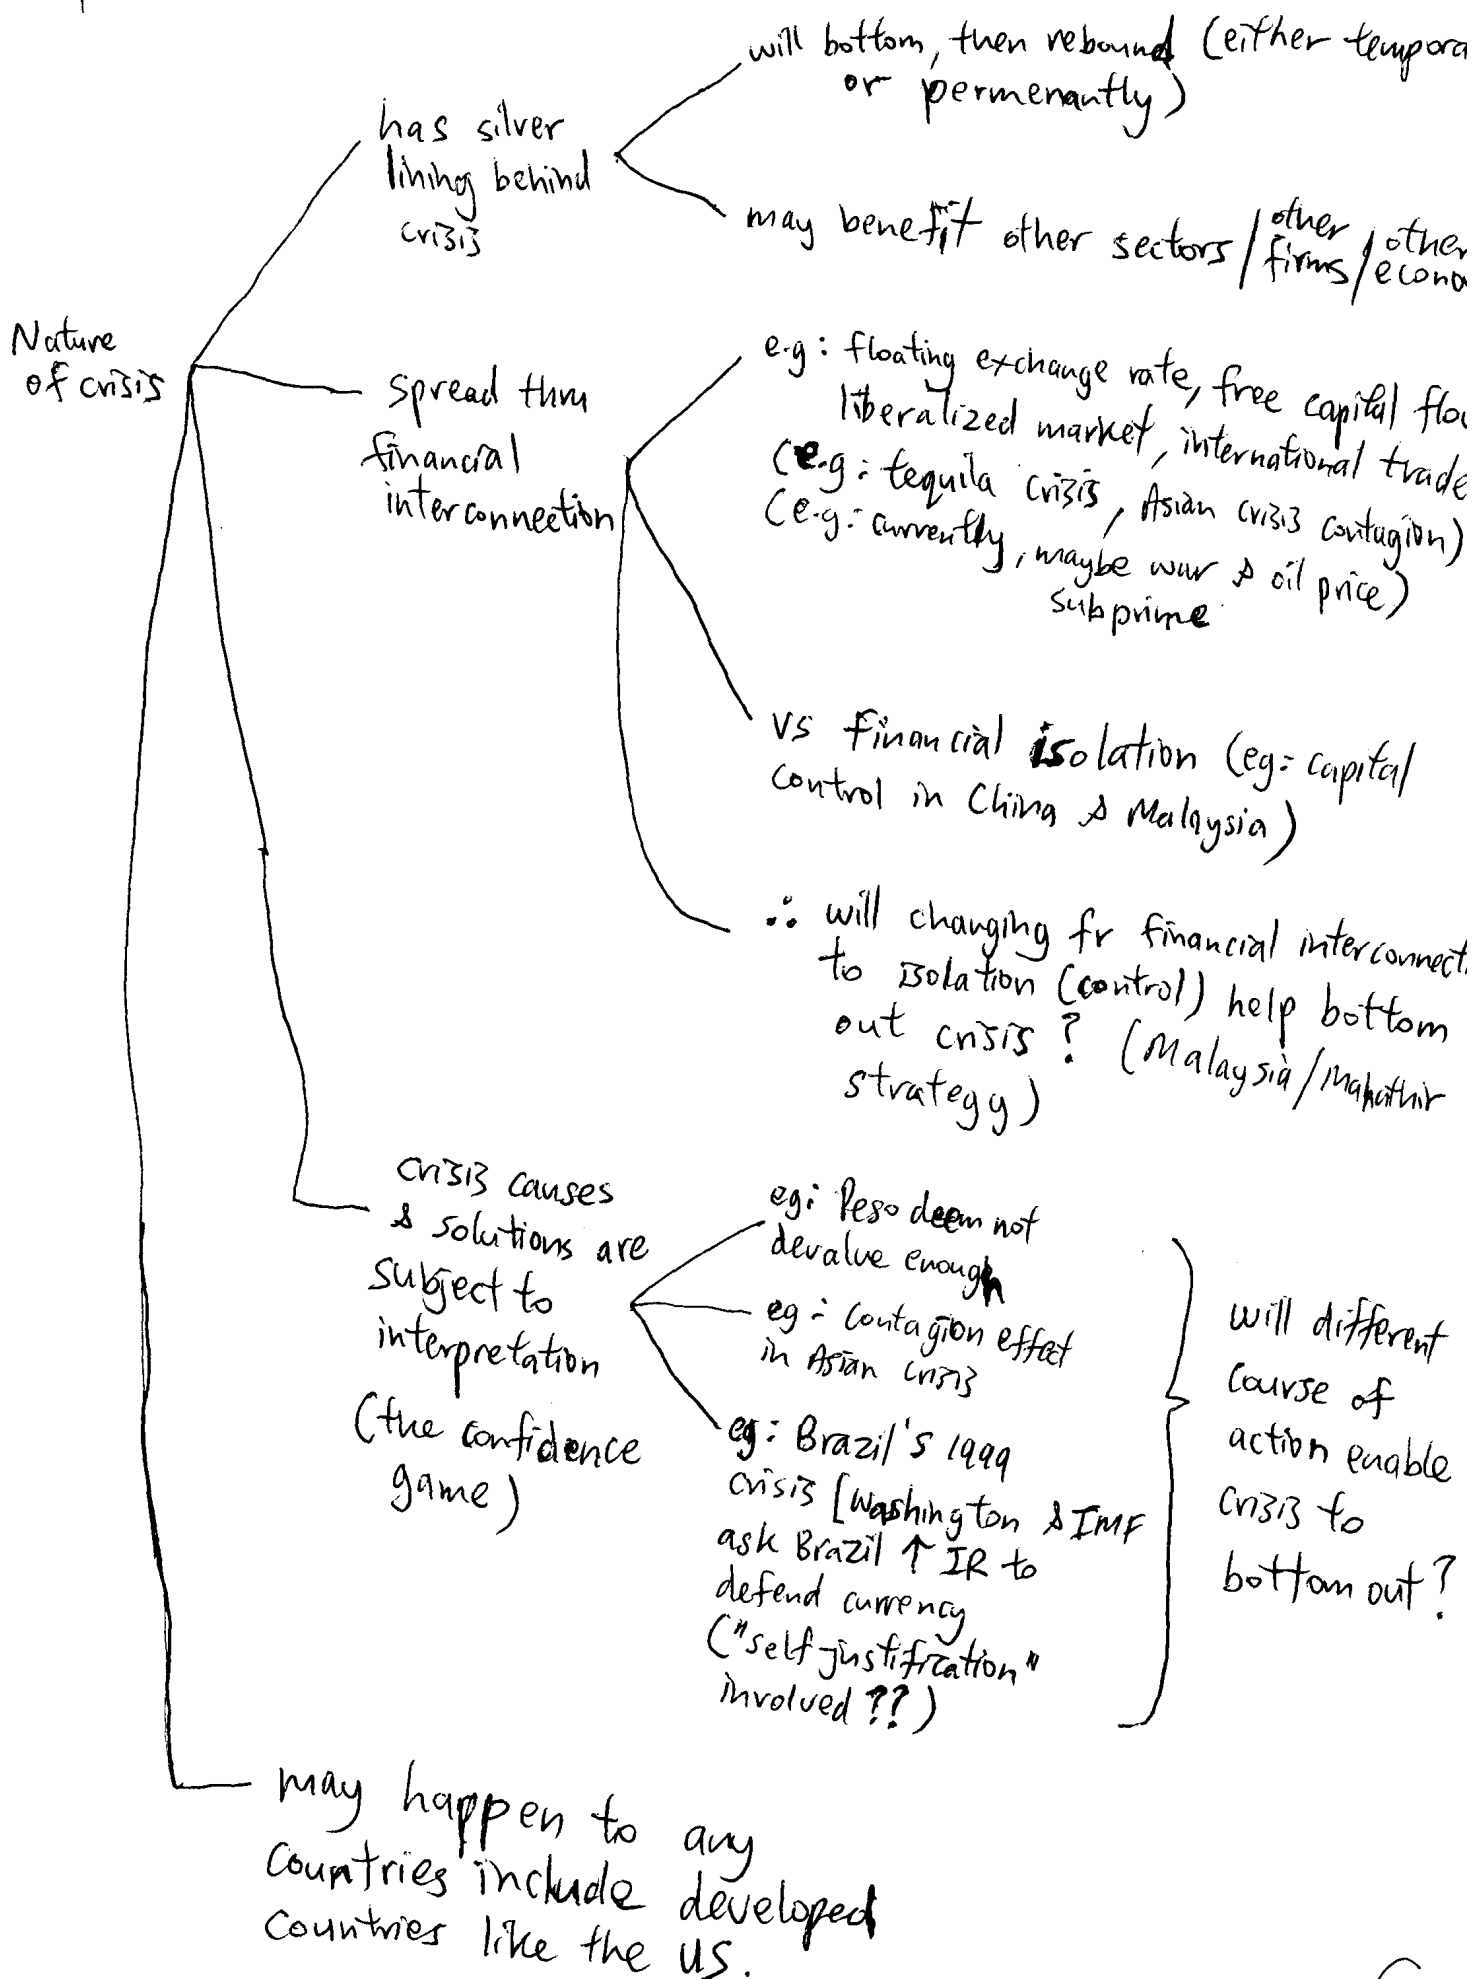 Nature
of crisis
has silver
lining behind
crisis
will bottom, then rebound (either tempora
or permenantly)
may benefit other sectors / other firms / other econo
spread thru
financial
interconnection
e.g: floating exchange rate, free capital flow
liberalized market, international trade
(e.g: tequila crisis, Asian crisis contagion)
(e.g: currently, maybe war & oil price)
subprime
vs financial isolation (eg: capital
control in China & Malaysia)
∴ will changing fr financial interconnecti
to isolation (control) help bottom
out crisis? (Malaysia/Mahathir
strategy)
crisis causes
& solutions are
subject to
interpretation
(the confidence
game)
eg: Peso deem not
devalue enough
eg: Contagion effect
in Asian crisis
eg: Brazil's 1999
crisis [Washington & IMF
ask Brazil ↑ IR to
defend currency
("self-justification"
involved ??)
will different
course of
action enable
crisis to
bottom out?
may happen to any
countries include developed
countries like the US.